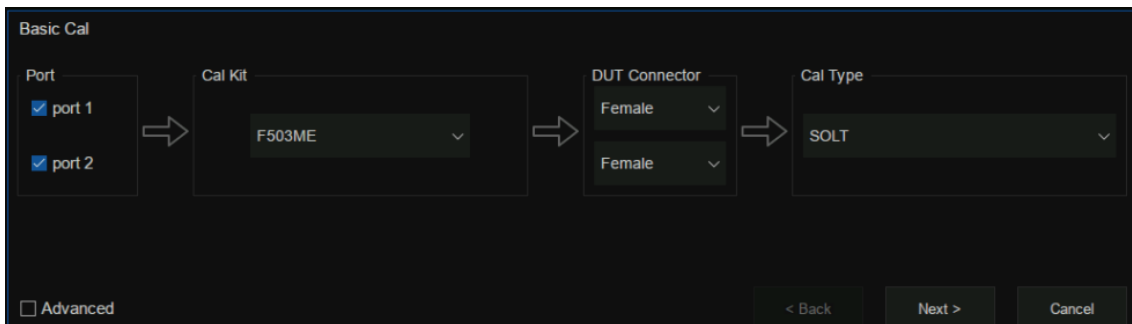 Basic Cal
Port
port 1
port 2
Cal Kit
F503ME
DUT Connector
Female
Female
Cal Type
SOLT
Advanced
< Back
Next >
Cancel